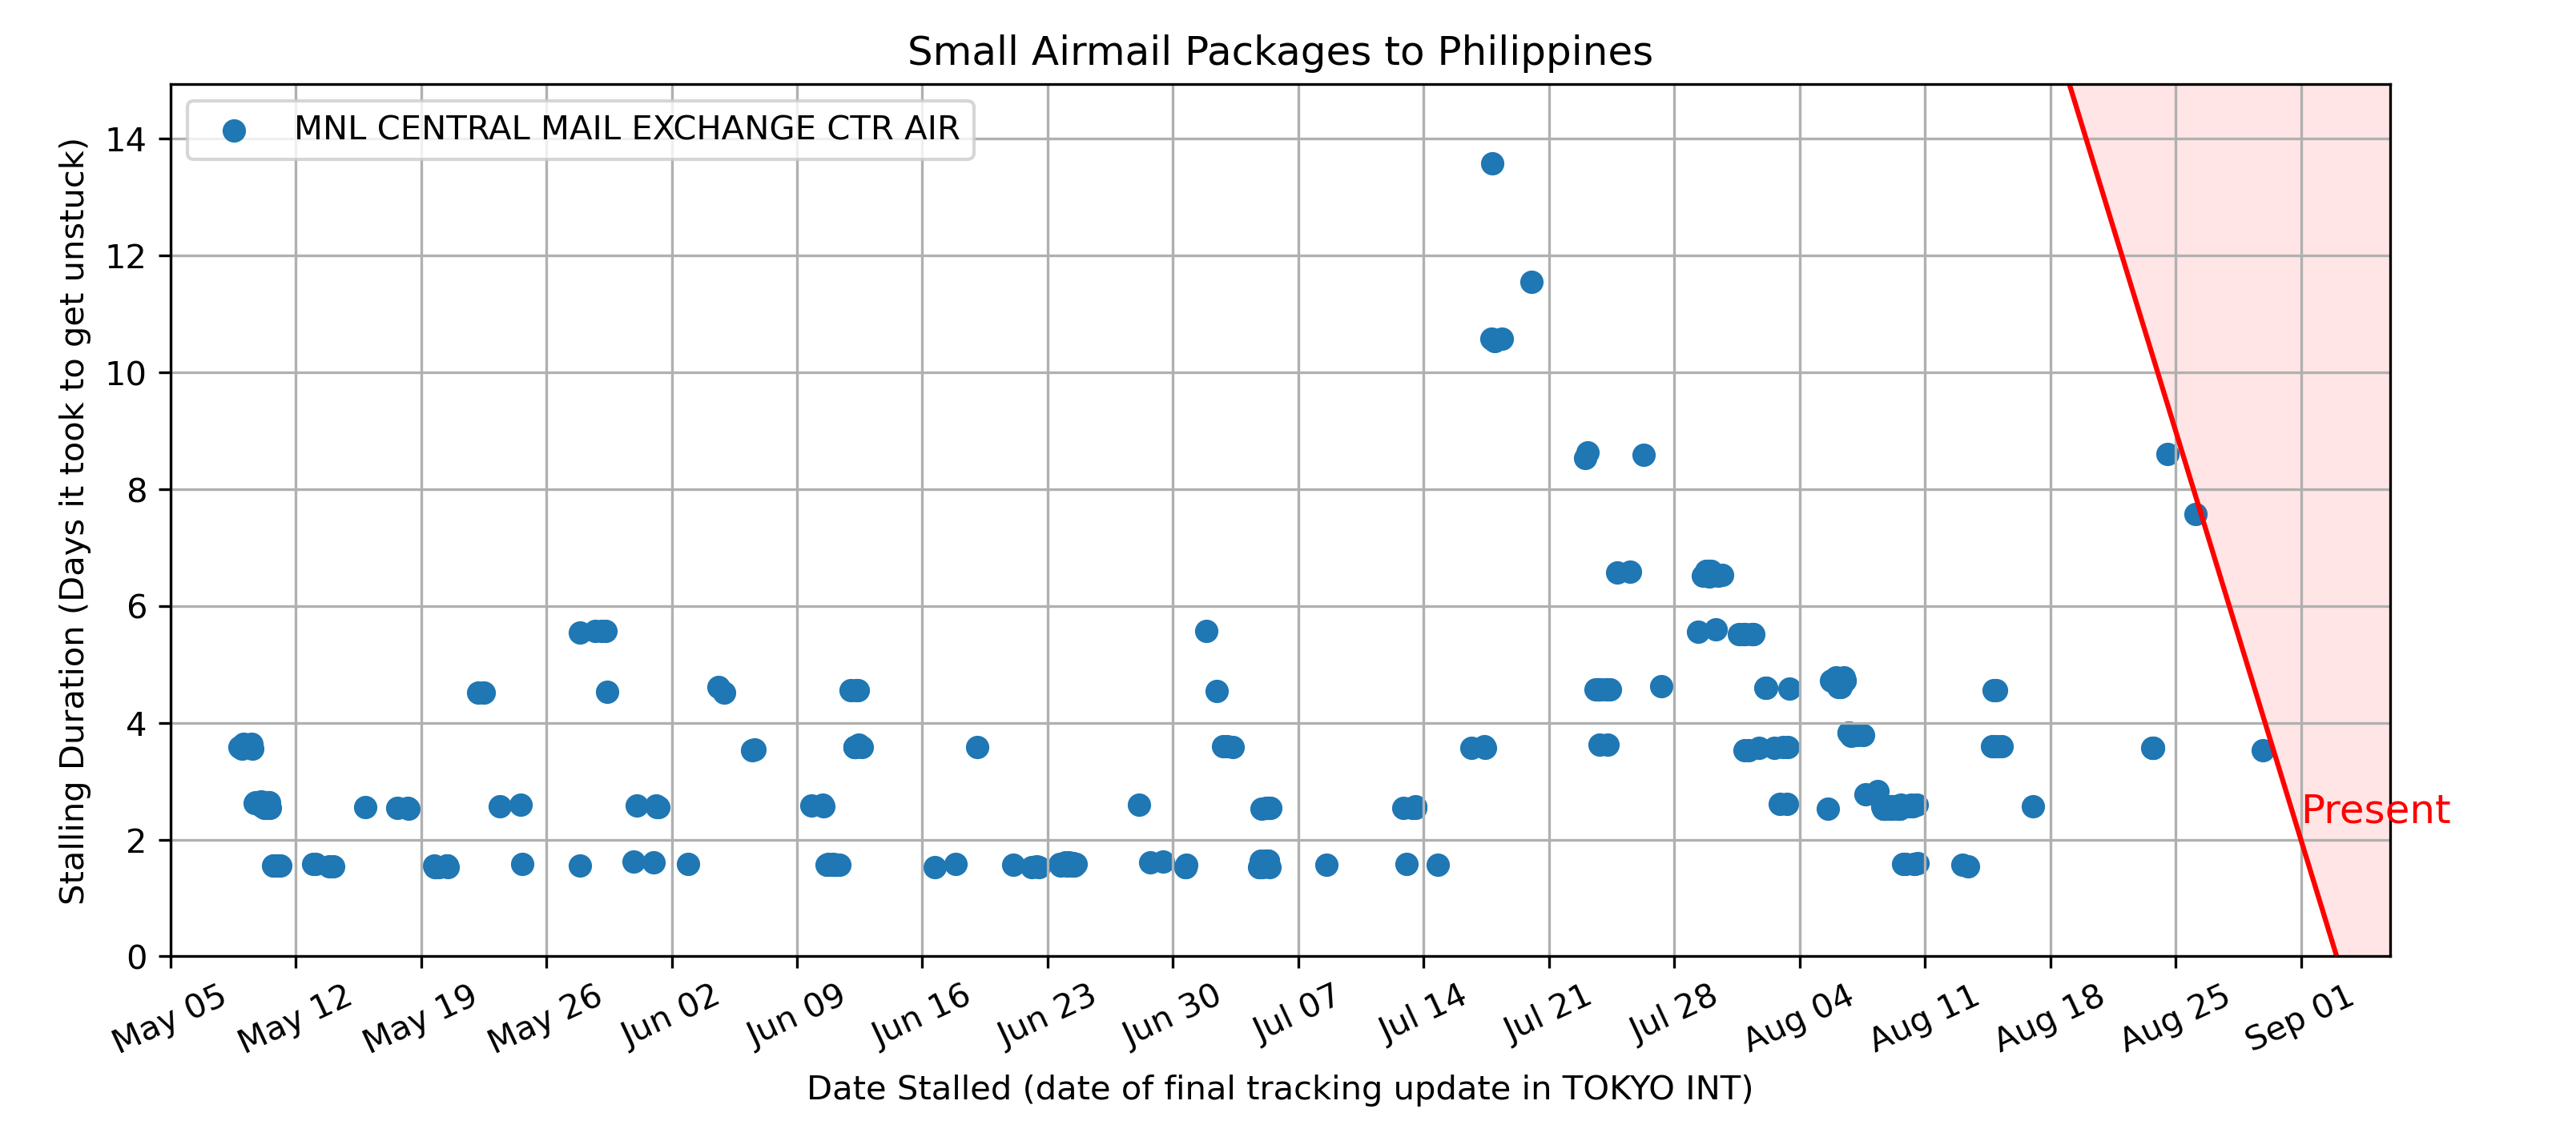 Small Airmail Packages to Philippines
MNL CENTRAL MAIL EXCHANGE CTR AIR
Stalling Duration (Days it took to get unstuck)
14
12
10
8
6
4
2
0
Present
May 05
May 12
May 19
May 26
Jun 02
Jun 09
Jun 16
Jun 23
Jun 30
Jul 07
Jul 14
Jul 21
Jul 28
Aug 04
Aug 11
Aug 18
Aug 25
Sep 01
Date Stalled (date of final tracking update in TOKYO INT)